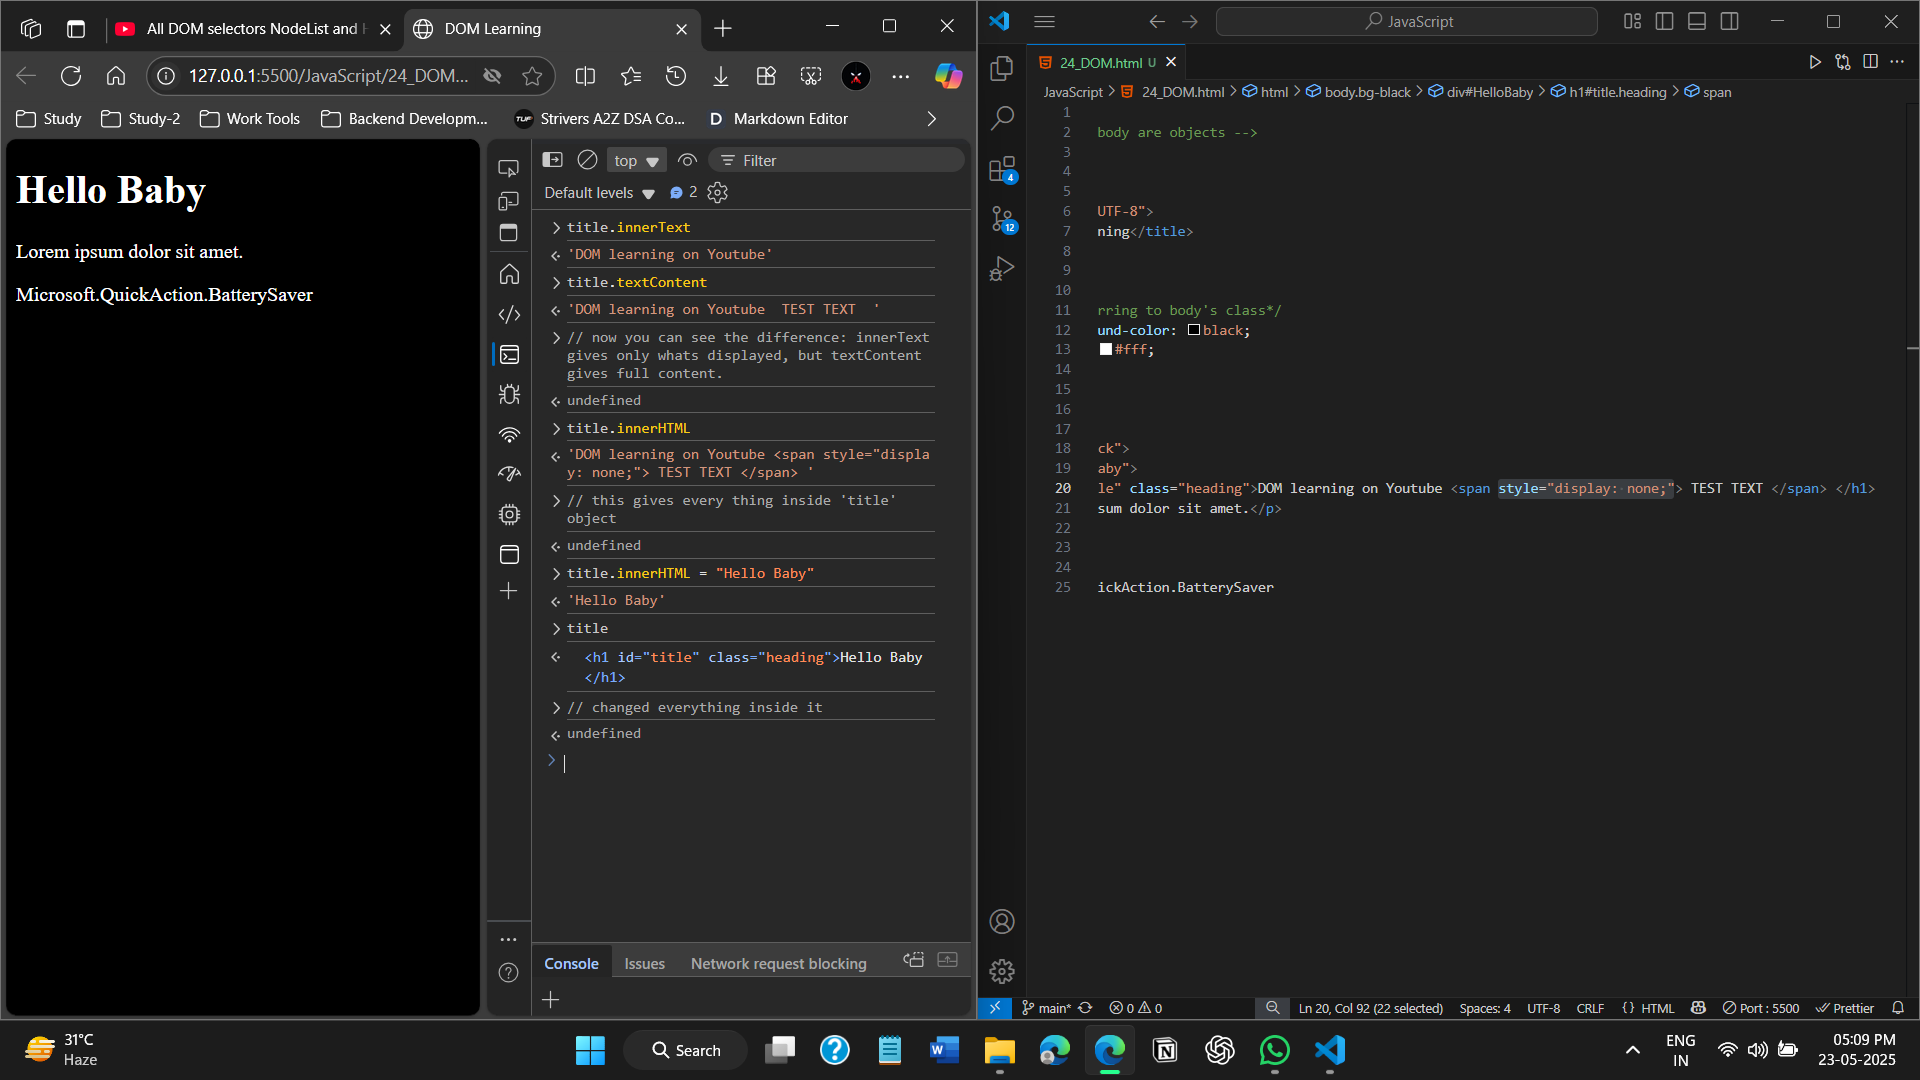 All DOM selectors NodeList and H
DOM Learning
127.0.0.1:5500/JavaScript/24_DOM...
Study
Study-2
Work Tools
Backend Developm...
TUF
Strivers A2Z DSA Co...
D
Markdown Editor
Hello Baby
Lorem ipsum dolor sit amet.
Microsoft.QuickAction.BatterySaver
top
Filter
Default levels
2
title.innerText
'DOM learning on Youtube'
title.textContent
'DOM learning on Youtube  TEST TEXT  '
// now you can see the difference: innerText
gives only whats displayed, but textContent
gives full content.
undefined
title.innerHTML
'DOM learning on Youtube <span style="displa
y: none;"> TEST TEXT </span> '
// this gives every thing inside 'title'
object
undefined
title.innerHTML = "Hello Baby"
'Hello Baby'
title
<h1 id="title" class="heading">Hello Baby
</h1>
// changed everything inside it
undefined
Console
Issues
Network request blocking
JavaScript
24_DOM.html U
JavaScript > 24_DOM.html > html > body.bg-black > div#HelloBaby > h1#title.heading > span
4
12
1
2 body are objects -->
3
4
5
6 UTF-8">
7 ning</title>
8
9
10
11 rring to body's class*/
12 und-color: black;
13 #fff;
14
15
16
17
18 ck">
19 aby">
20 le" class="heading">DOM learning on Youtube <span style="display: none;"> TEST TEXT </span> </h1>
21 sum dolor sit amet.</p>
22
23
24
25 ickAction.BatterySaver
main*
0
0
Ln 20, Col 92 (22 selected)
Spaces: 4
UTF-8
CRLF
{ } HTML
Port : 5500
Prettier
31°C
Haze
Search
ENG
IN
05:09 PM
23-05-2025